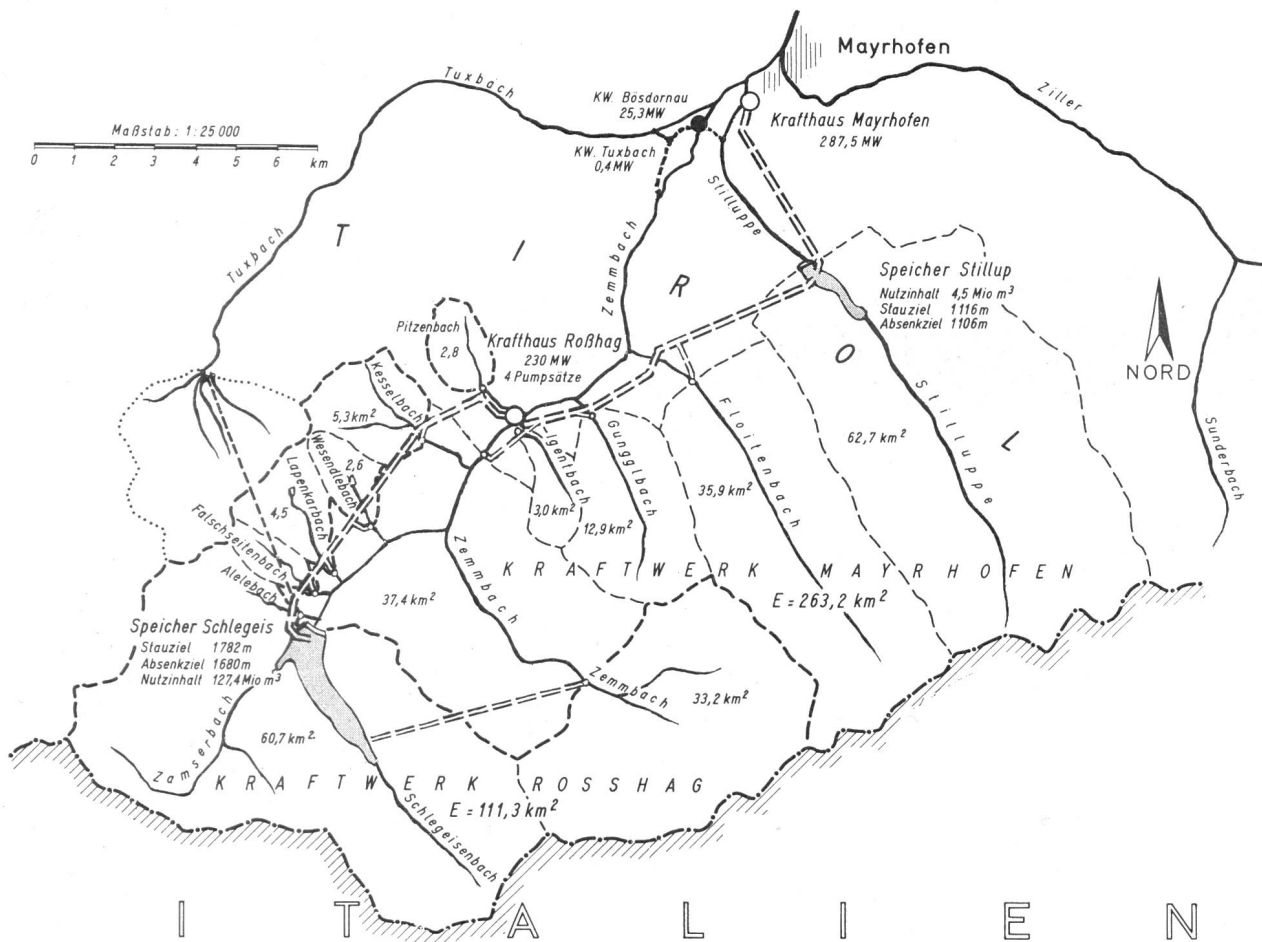 Mayrhofen
Tuxbach
Ziller
KW. Bösdornau
25,3 MW
Krafthaus Mayrhofen
287,5 MW
Maßstab: 1:25 000
0 1 2 3 4 5 6 km
KW. Tuxbach
0,4 MW
Stilluppe
Tuxbach
Zemmbach
T I R O L
Speicher Stillup
Nutzinhalt 4,5 Mio m³
Stauziel 1116m
Absenkziel 1106m
Pitzenbach
2,8
Krafthaus Roßhag
230 MW
4 Pumpsätze
NORD
Kesselbach
5,3 km²
Wesendlebach
2,6
Lapenkarbach
4,5
Falschseitenbach
Alelebach
Igentbach
3,0 km²
Gungglbach
12,9 km²
Floitenbach
35,9 km²
62,7 km²
Stilluppe
Sunderbach
Zemmbach
KRAFTWERK MAYRHOFEN
E = 263,2 km²
37,4 km²
Speicher Schlegeis
Stauziel 1782m
Absenkziel 1680m
Nutzinhalt 127,4 Mio m³
Zemmbach
33,2 km²
Zamserbach
60,7 km²
KRAFTWERK ROSSHAG
E = 111,3 km²
Schlegeisenbach
ITALIEN